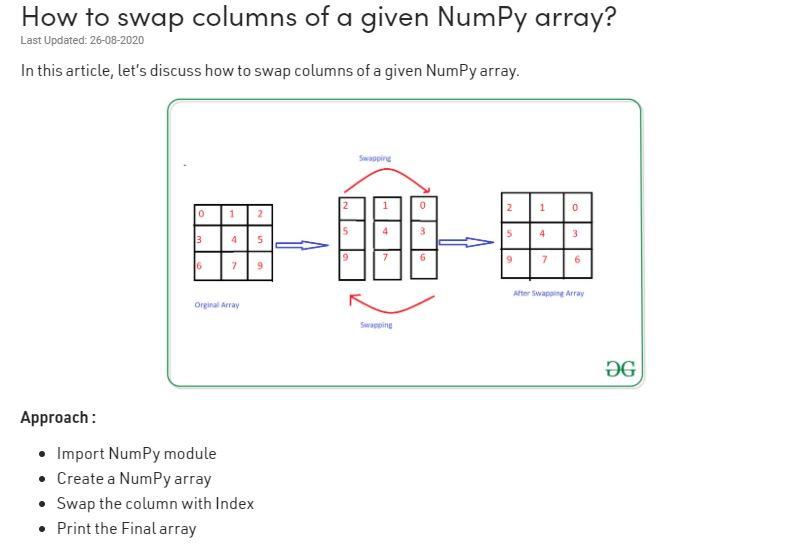 How to swap columns of a given NumPy array?
Last Updated: 26-08-2020
In this article, let's discuss how to swap columns of a given NumPy array.
Swapping
0 1 2
3 4 5
6 7 9
Orginal Array
2 1 0
5 4 3
9 7 6
Swapping
2 1 0
5 4 3
9 7 6
After Swapping Array
GG
Approach :
• Import NumPy module
• Create a NumPy array
• Swap the column with Index
• Print the Final array